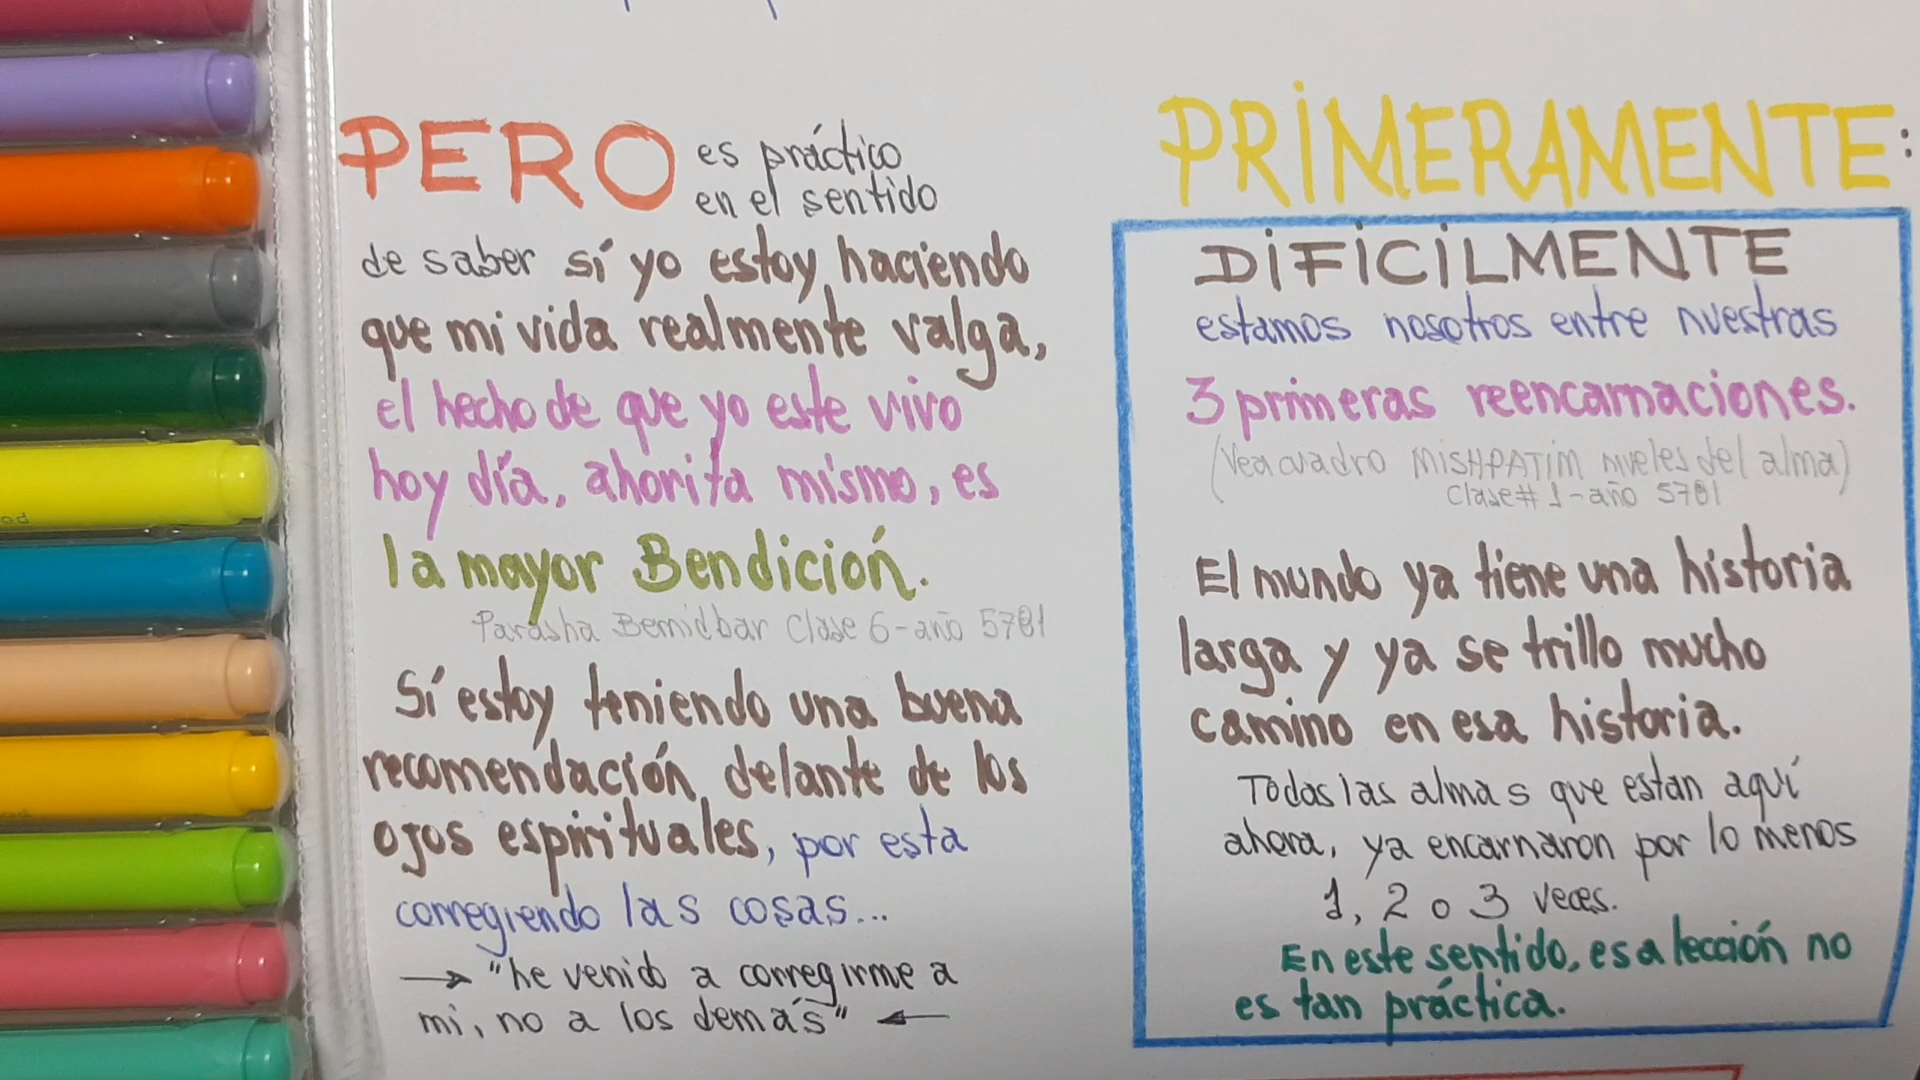 PERO es práctico
en el sentido
de saber sí yo estoy haciendo
que mi vida realmente valga,
el hecho de que yo este vivo
hoy día, ahorita mismo, es
la mayor Bendición.
Parasha Bemidbar Clase 6-año 5781
Sí estoy teniendo una buena
recomendación delante de los
ojos espirituales, por esta
corregiendo las cosas...
→ "he venido a corregirme a
mi, no a los demás" ←
PRIMERAMENTE:
DIFICILMENTE
estamos nosotros entre nuestras
3 primeras reencarnaciones.
(Vea cuadro MISHPATIM niveles del alma)
Clase# 1-año 5781
El mundo ya tiene una historia
larga y ya se trillo mucho
camino en esa historia.
Todas las almas que estan aquí
ahora, ya encarnaron por lo menos
1, 2 o 3 veces.
En este sentido, esa lección no
es tan práctica.